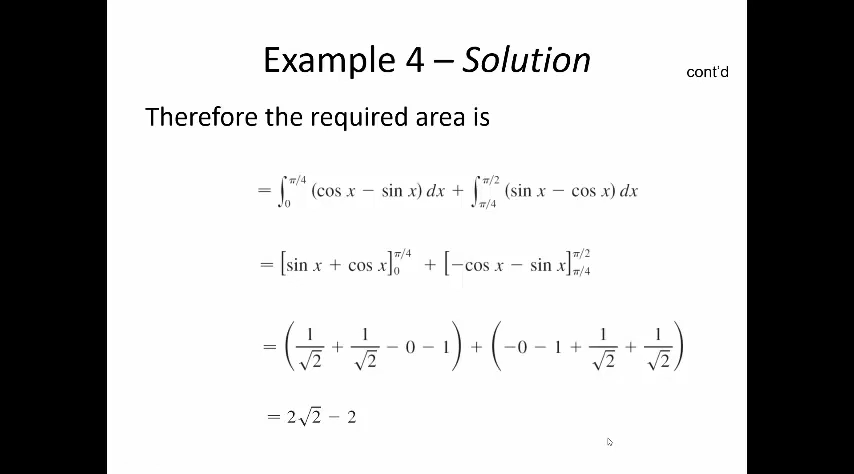 Example 4 – Solution
cont'd
Therefore the required area is
= ∫₀^{π/4} (cos x − sin x) dx + ∫_{π/4}^{π/2} (sin x − cos x) dx
= [sin x + cos x]₀^{π/4} + [−cos x − sin x]_{π/4}^{π/2}
= (1/√2 + 1/√2 − 0 − 1) + (−0 − 1 + 1/√2 + 1/√2)
= 2√2 − 2